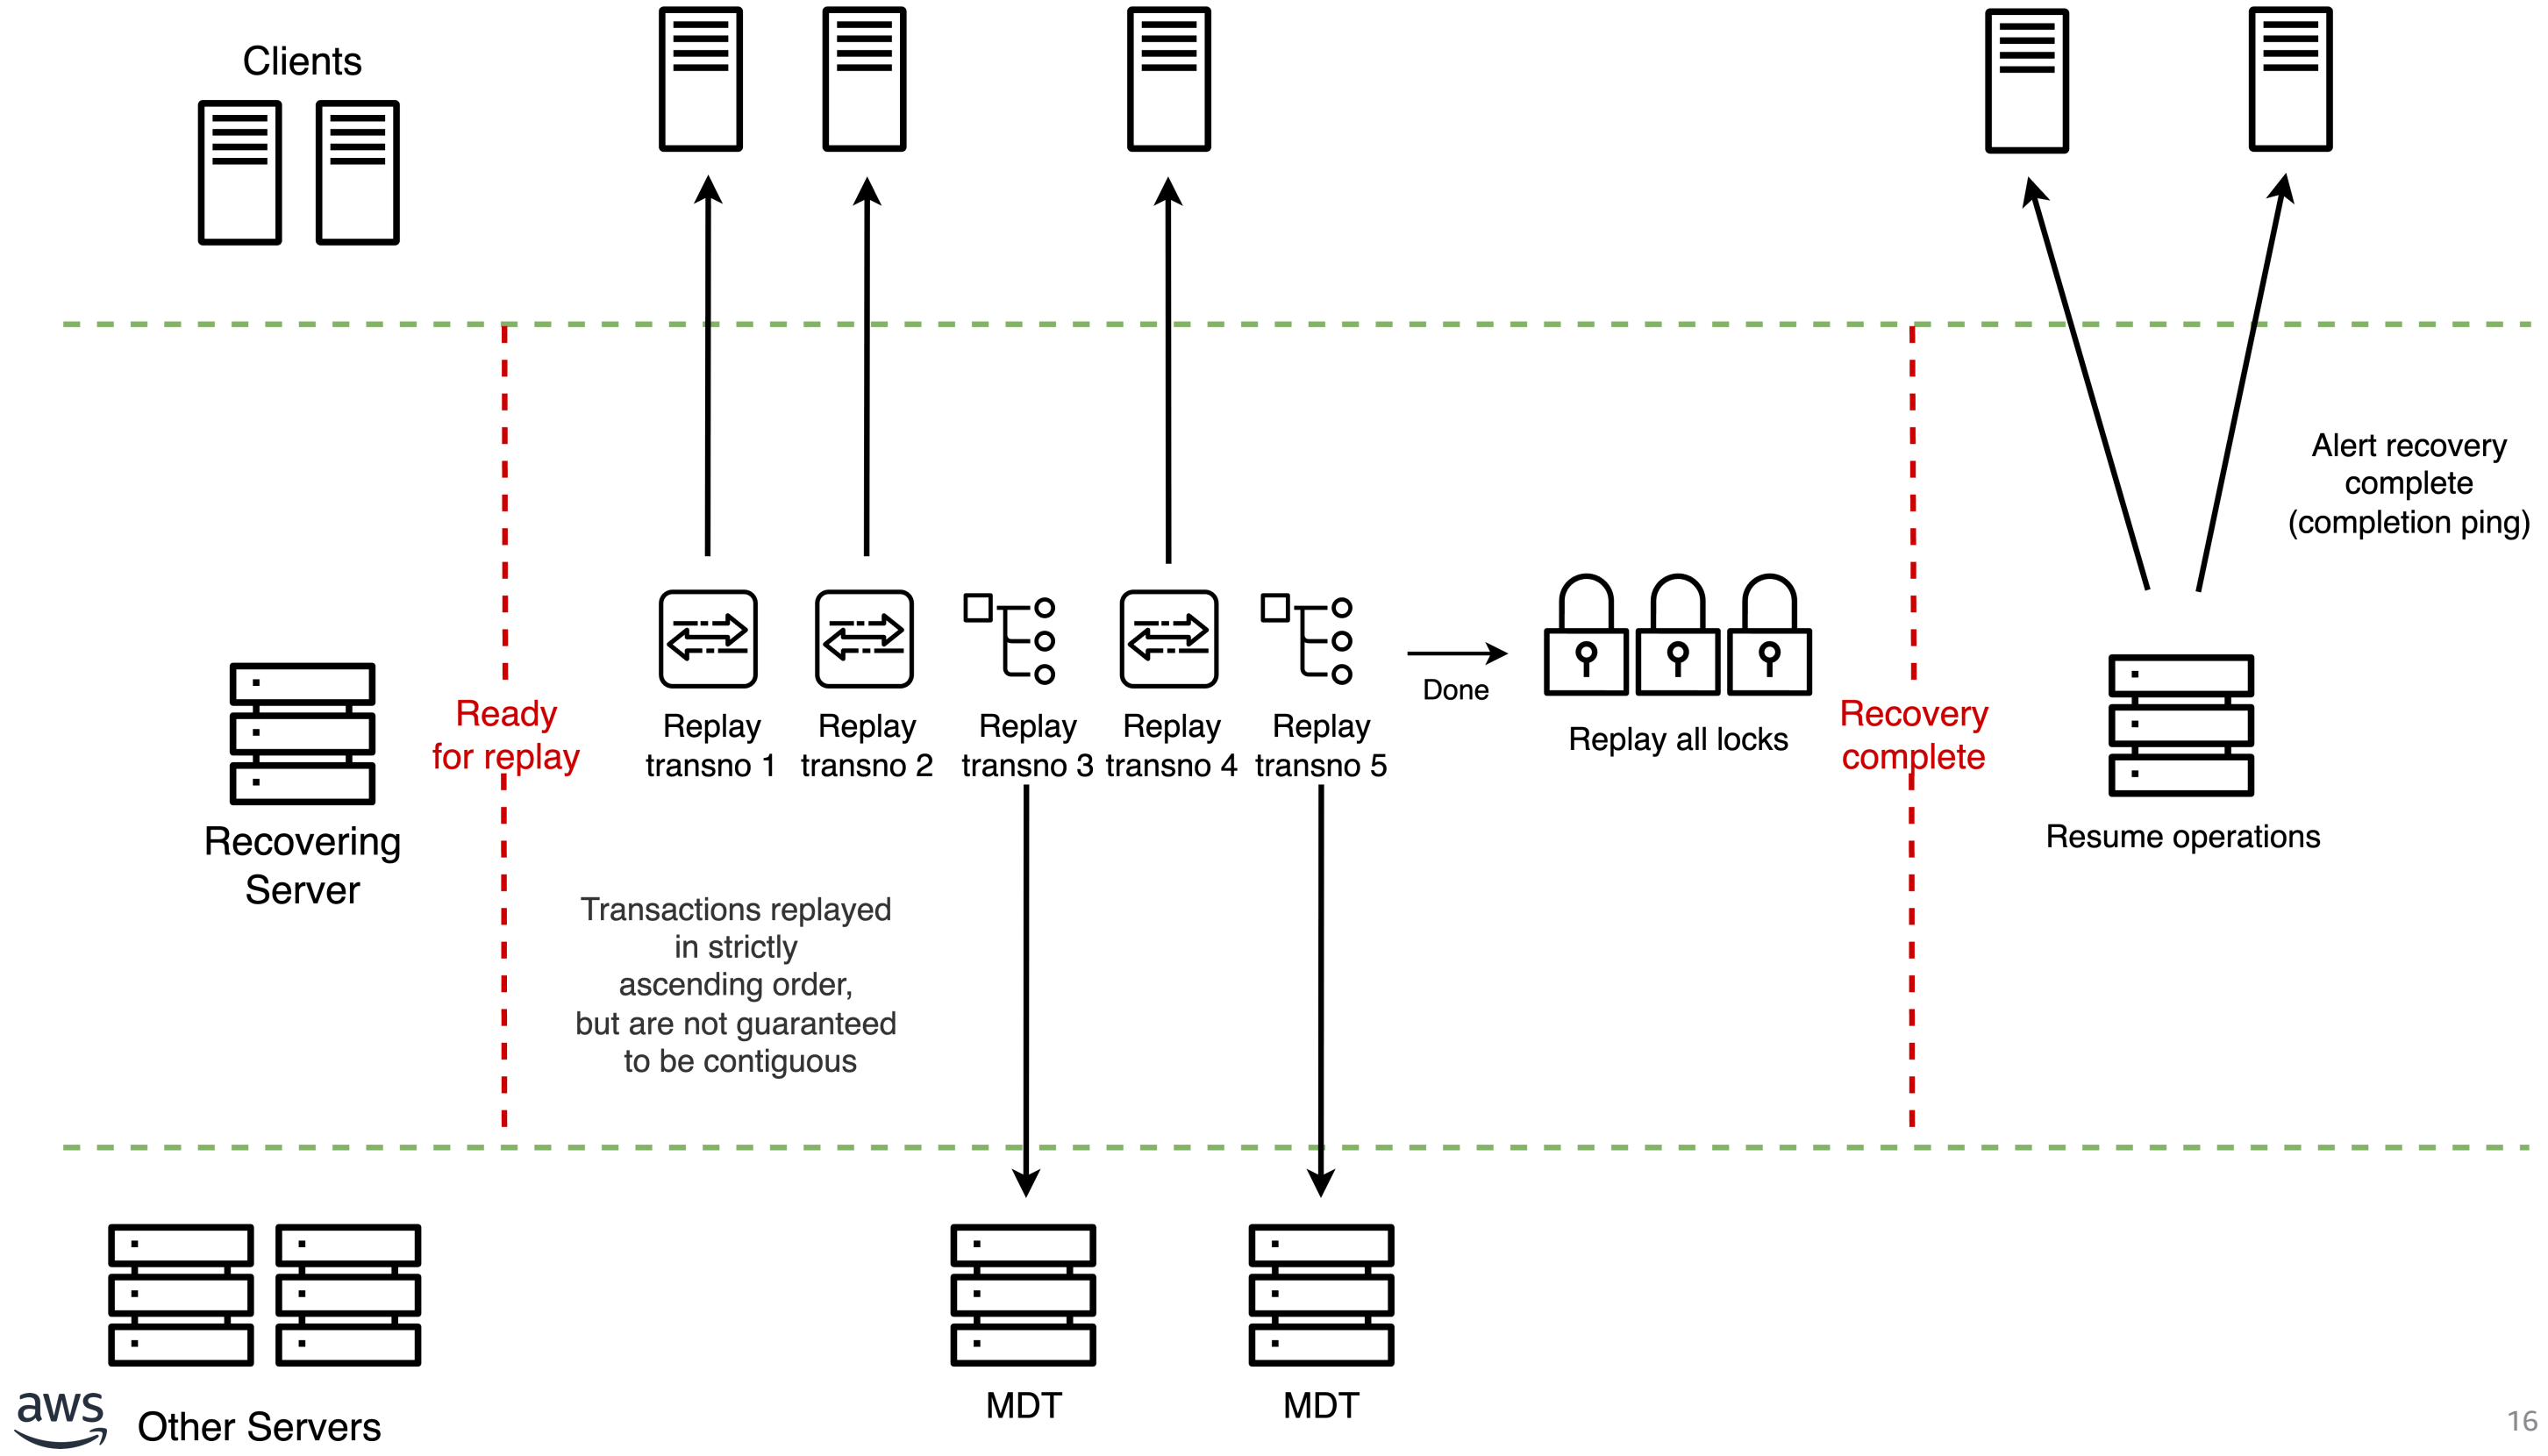 Clients
Alert recovery
complete
(completion ping)
Ready
for replay
Replay
transno 1
Replay
transno 2
Replay
transno 3
Replay
transno 4
Replay
transno 5
Done
Replay all locks
Recovery
complete
Resume operations
Recovering
Server
Transactions replayed
in strictly
ascending order,
but are not guaranteed
to be contiguous
MDT
MDT
aws
Other Servers
16